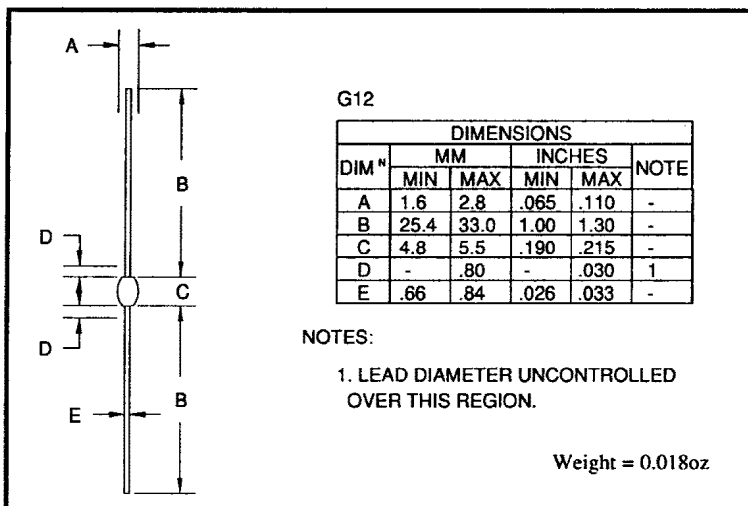 A
B
D
C
D
E
B
G12
DIMENSIONS
DIM ᴺ MM INCHES NOTE
MIN MAX MIN MAX
A 1.6 2.8 .065 .110 -
B 25.4 33.0 1.00 1.30 -
C 4.8 5.5 .190 .215 -
D - .80 - .030 1
E .66 .84 .026 .033 -
NOTES:
1. LEAD DIAMETER UNCONTROLLED
OVER THIS REGION.
Weight = 0.018oz